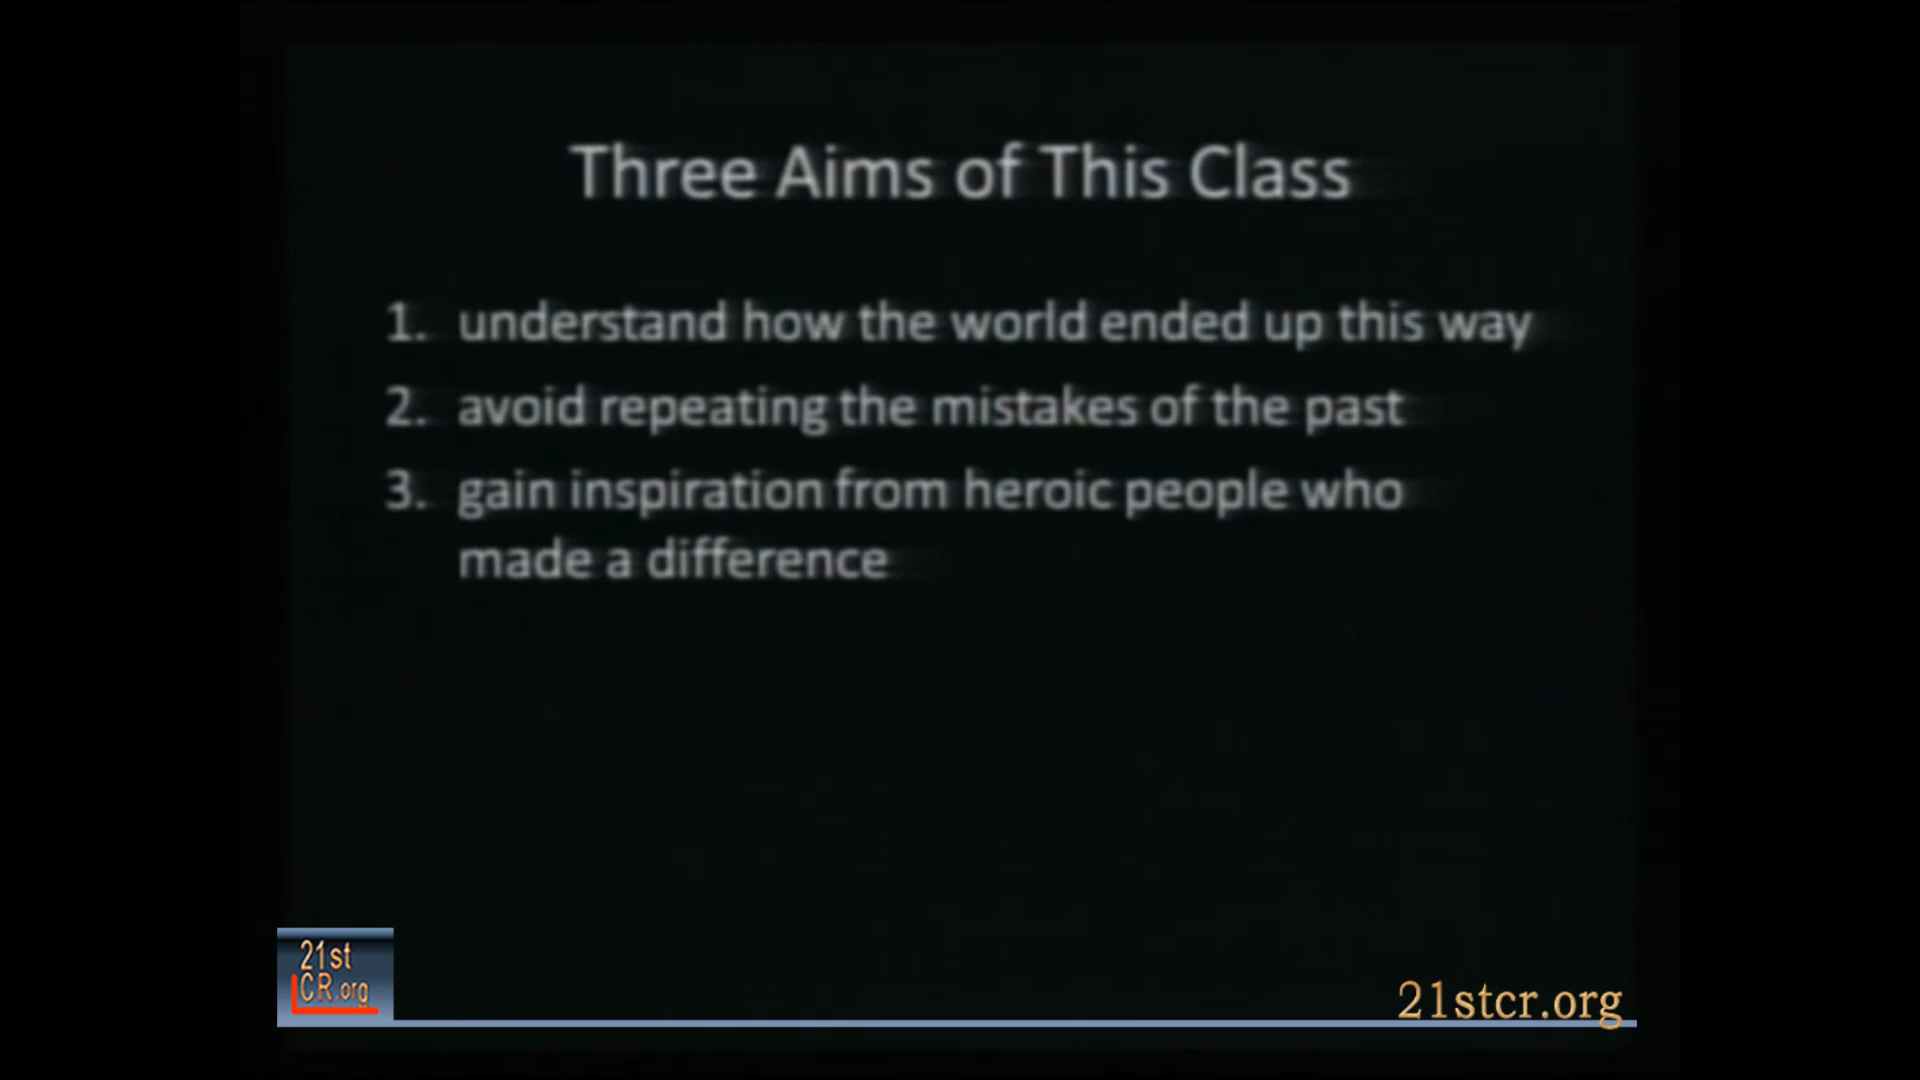 Three Aims of This Class
1. understand how the world ended up this way
2. avoid repeating the mistakes of the past
3. gain inspiration from heroic people who
made a difference
21st
CR.org
21stcr.org